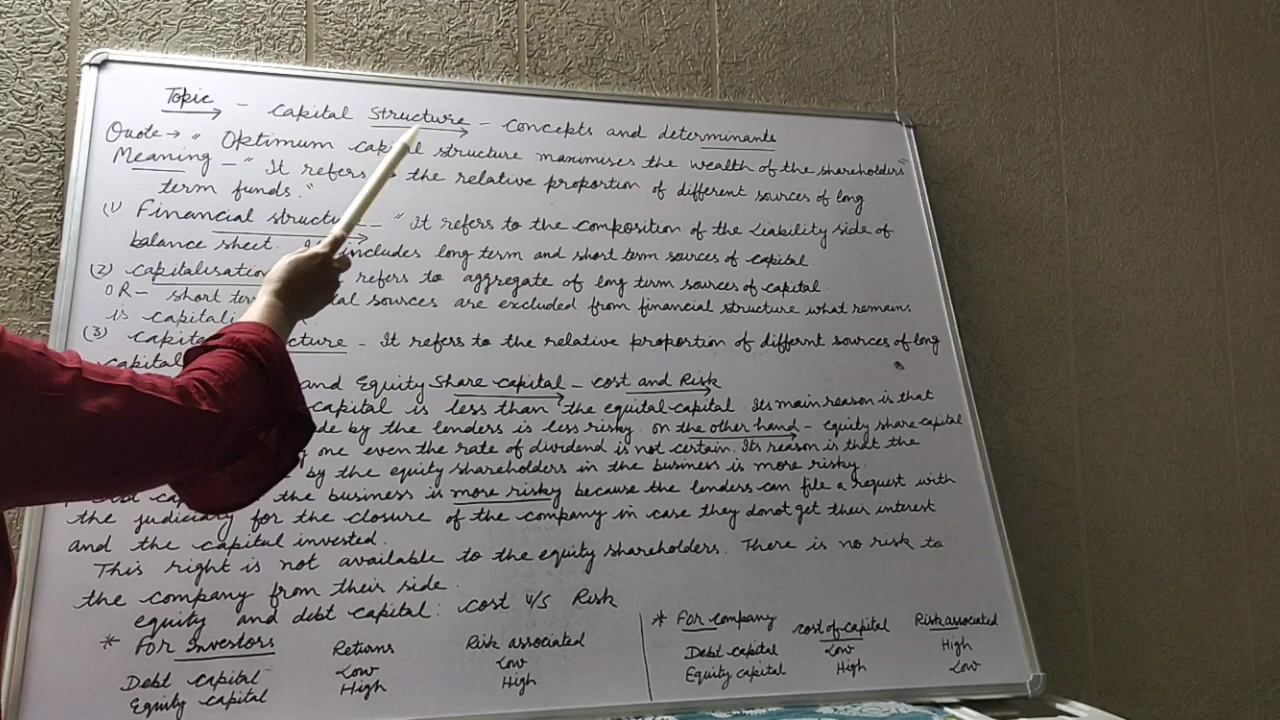 Topic - Capital Structure - Concepts and determinants
Quote → " Optimum capital structure maximises the wealth of the shareholders"
Meaning - " It refers the relative proportion of different sources of long
term funds."
(1) Financial structu - " It refers to the composition of the Liability side of
balance sheet. It includes long term and short term sources of capital.
(2) capitalisation refers to aggregate of long term sources of capital
OR - short sources are excluded from financial structure what remains
is
(3) cture - It refers to the relative proportion of differnt sources of long
capital
and Equity Share capital - cost and Risk
capital is less than the equital capital. Its main reason is that
by the lenders is less risky. on the other hand - equity share capital
one even the rate of dividend is not certain. Its reason is that the
by the equity shareholders in the business is more risky.
the business is more risky because the lenders can file a request with
the judiciary for the closure of the company in case they donot get their interest
and the capital invested.
This right is not available to the equity shareholders. There is no risk to
the company from their side.
equity and debt capital: cost v/s Risk
* For Investors Returns Risk associated
Debt capital Low Low
Equity capital High High
* For company cost of capital Risk associated
Debt capital Low High
Equity capital High Low